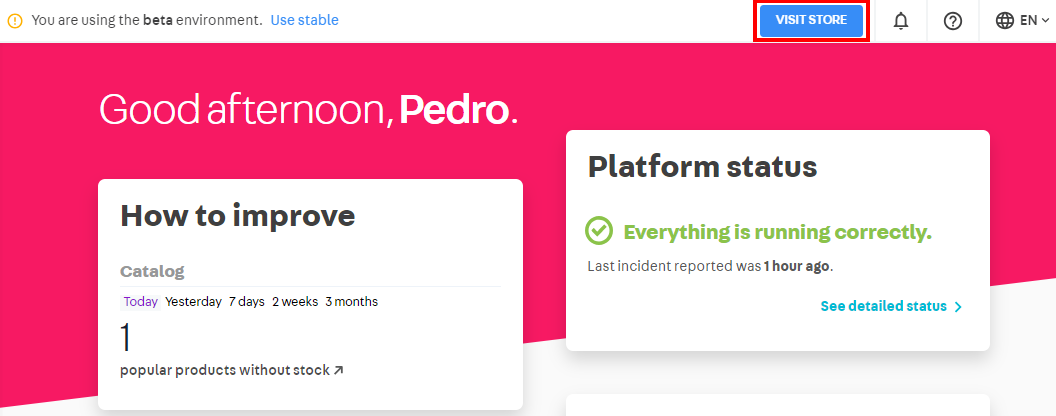 You are using the beta environment. Use stable
VISIT STORE
EN
Good afternoon, Pedro.
How to improve
Catalog
Today Yesterday 7 days 2 weeks 3 months
1
popular products without stock
Platform status
Everything is running correctly.
Last incident reported was 1 hour ago.
See detailed status